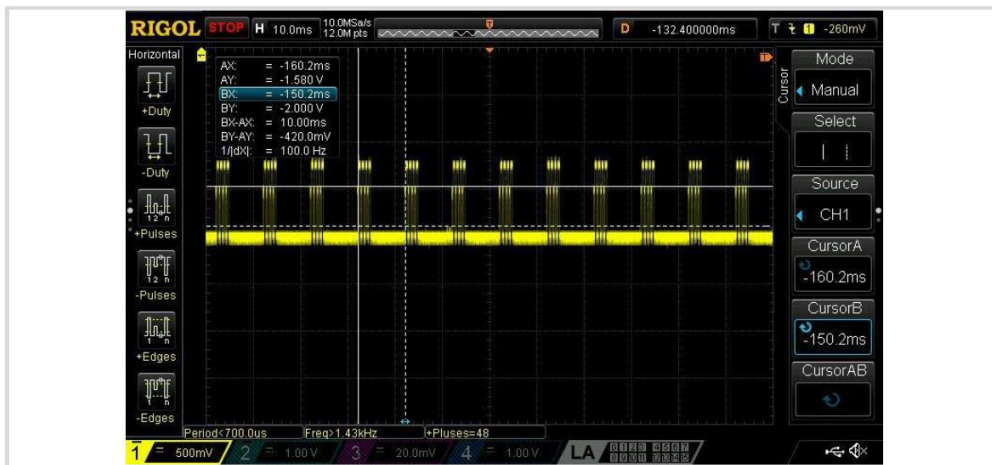 RIGOL STOP H 10.0ms 10.0MSa/s 12.0M pts D -132.400000ms T 1 -260mV
Horizontal
+Duty
-Duty
+Pulses
-Pulses
+Edges
-Edges
AX: = -160.2ms
AY: = -1.580 V
BX: = -150.2ms
BY: = -2.000 V
BX-AX: = 10.00ms
BY-AY: = -420.0mV
1/|dX|: = 100.0 Hz
Cursor
Mode
Manual
Select
Source
CH1
CursorA
-160.2ms
CursorB
-150.2ms
CursorAB
Period<700.0us Freq>1.43kHz +Pluses=48
1 = 500mV 2 = 1.00 V 3 = 20.0mV 4 = 1.00 V LA